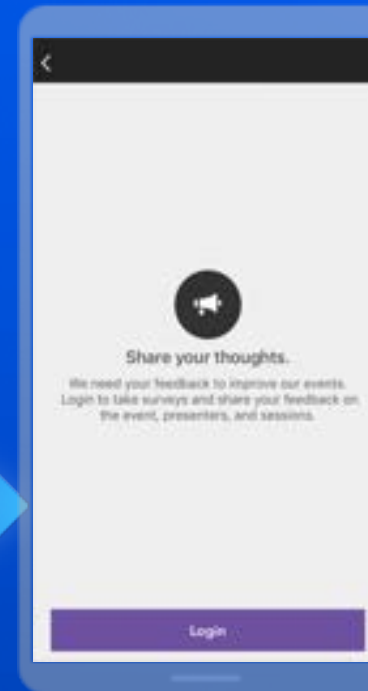 Share your thoughts.
We need your feedback to improve our events.
Login to take surveys and share your feedback on
the event, presenters, and sessions.
Login